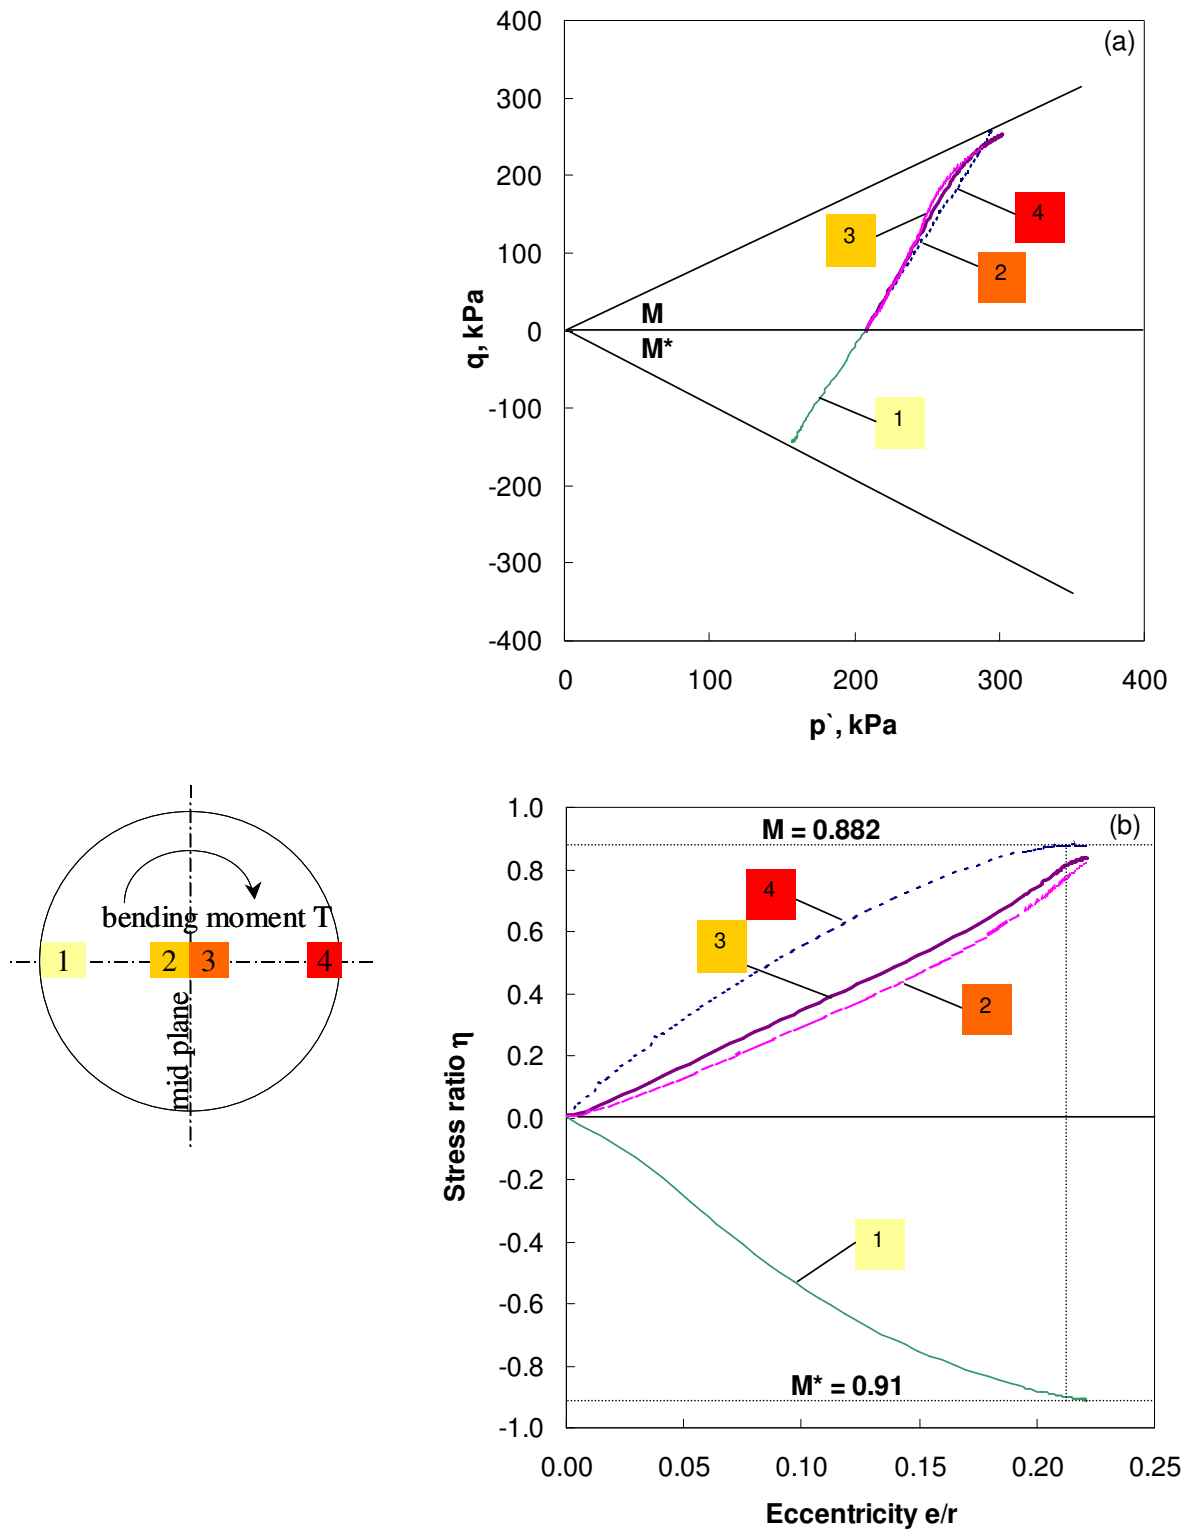 (a)
400
300
200
100
0
-100
-200
-300
-400
q, kPa
M
M*
3
4
2
1
0 100 200 300 400
p`, kPa
bending moment T
1 2 3 4
mid plane
(b)
1.0
0.8
0.6
0.4
0.2
0.0
-0.2
-0.4
-0.6
-0.8
-1.0
Stress ratio η
M = 0.882
4
3
2
1
M* = 0.91
0.00 0.05 0.10 0.15 0.20 0.25
Eccentricity e/r